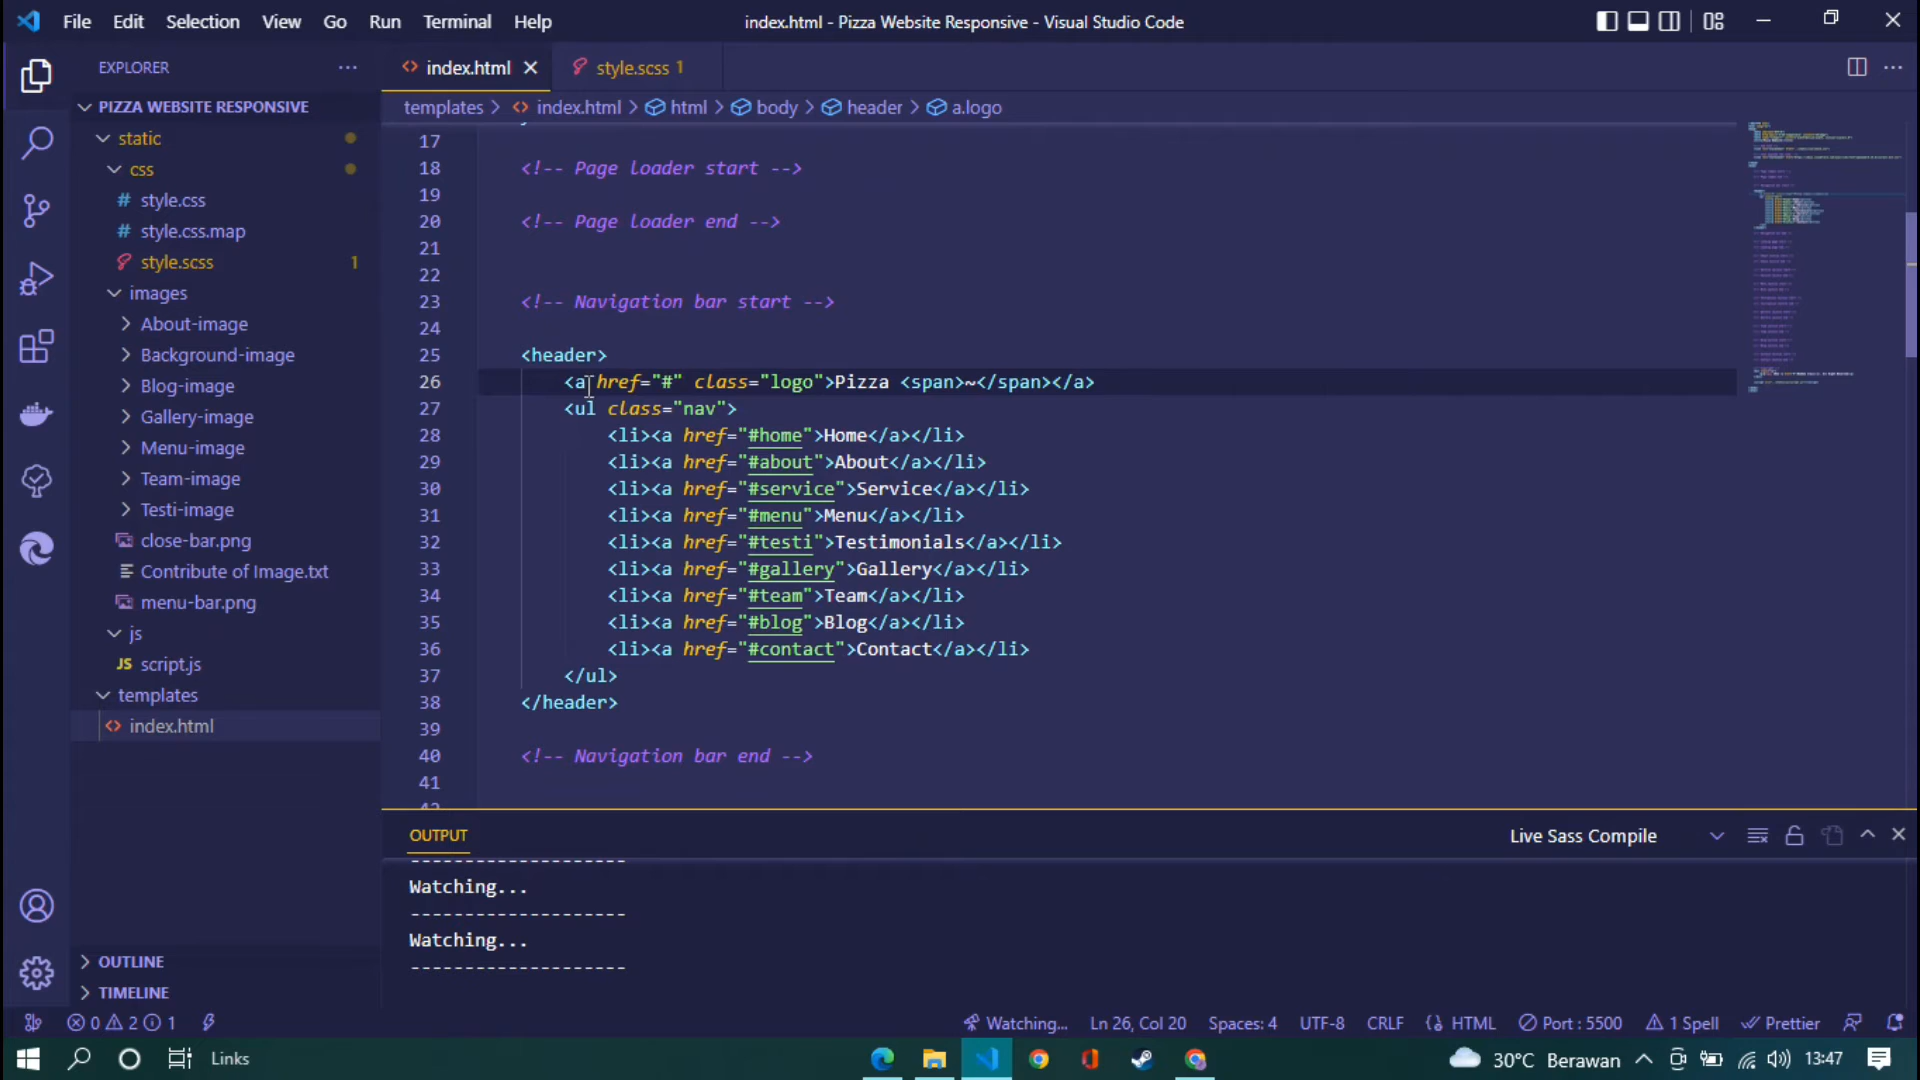 File Edit Selection View Go Run Terminal Help
index.html - Pizza Website Responsive - Visual Studio Code
EXPLORER
PIZZA WEBSITE RESPONSIVE
static
css
style.css
style.css.map
style.scss 1
images
About-image
Background-image
Blog-image
Gallery-image
Menu-image
Team-image
Testi-image
close-bar.png
Contribute of Image.txt
menu-bar.png
js
script.js
templates
index.html
OUTLINE
TIMELINE
index.html style.scss 1
templates > index.html > html > body > header > a.logo
17
18 <!-- Page loader start -->
19
20 <!-- Page loader end -->
21
22
23 <!-- Navigation bar start -->
24
25 <header>
26 <a href="#" class="logo">Pizza <span>~</span></a>
27 <ul class="nav">
28 <li><a href="#home">Home</a></li>
29 <li><a href="#about">About</a></li>
30 <li><a href="#service">Service</a></li>
31 <li><a href="#menu">Menu</a></li>
32 <li><a href="#testi">Testimonials</a></li>
33 <li><a href="#gallery">Gallery</a></li>
34 <li><a href="#team">Team</a></li>
35 <li><a href="#blog">Blog</a></li>
36 <li><a href="#contact">Contact</a></li>
37 </ul>
38 </header>
39
40 <!-- Navigation bar end -->
41
OUTPUT
Live Sass Compile
--------------------
Watching...
--------------------
Watching...
--------------------
0 2 1
Watching... Ln 26, Col 20 Spaces: 4 UTF-8 CRLF HTML Port : 5500 1 Spell Prettier
Links
30°C Berawan 13:47